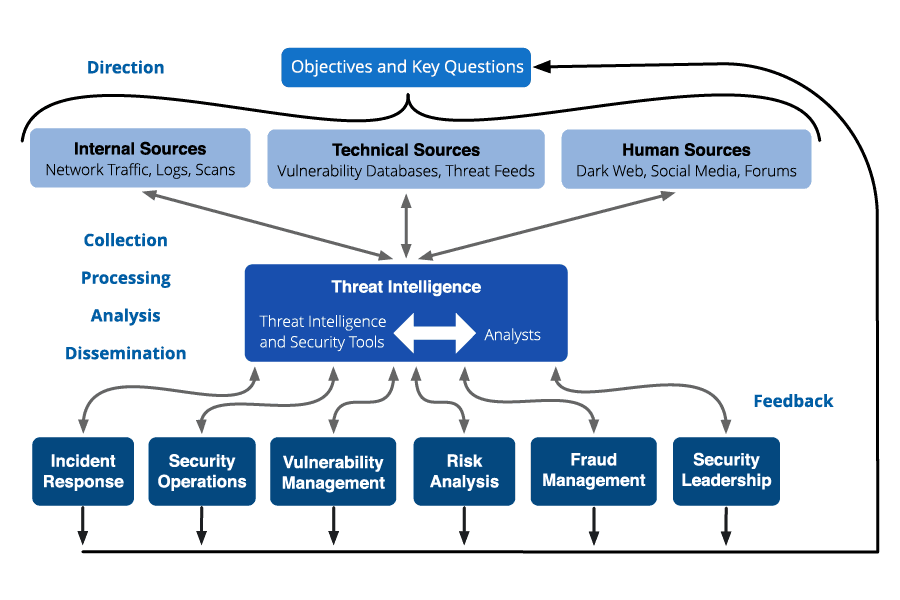 Direction
Objectives and Key Questions
Internal Sources
Network Traffic, Logs, Scans
Technical Sources
Vulnerability Databases, Threat Feeds
Human Sources
Dark Web, Social Media, Forums
Collection
Processing
Analysis
Dissemination
Threat Intelligence
Threat Intelligence
and Security Tools
Analysts
Feedback
Incident
Response
Security
Operations
Vulnerability
Management
Risk
Analysis
Fraud
Management
Security
Leadership